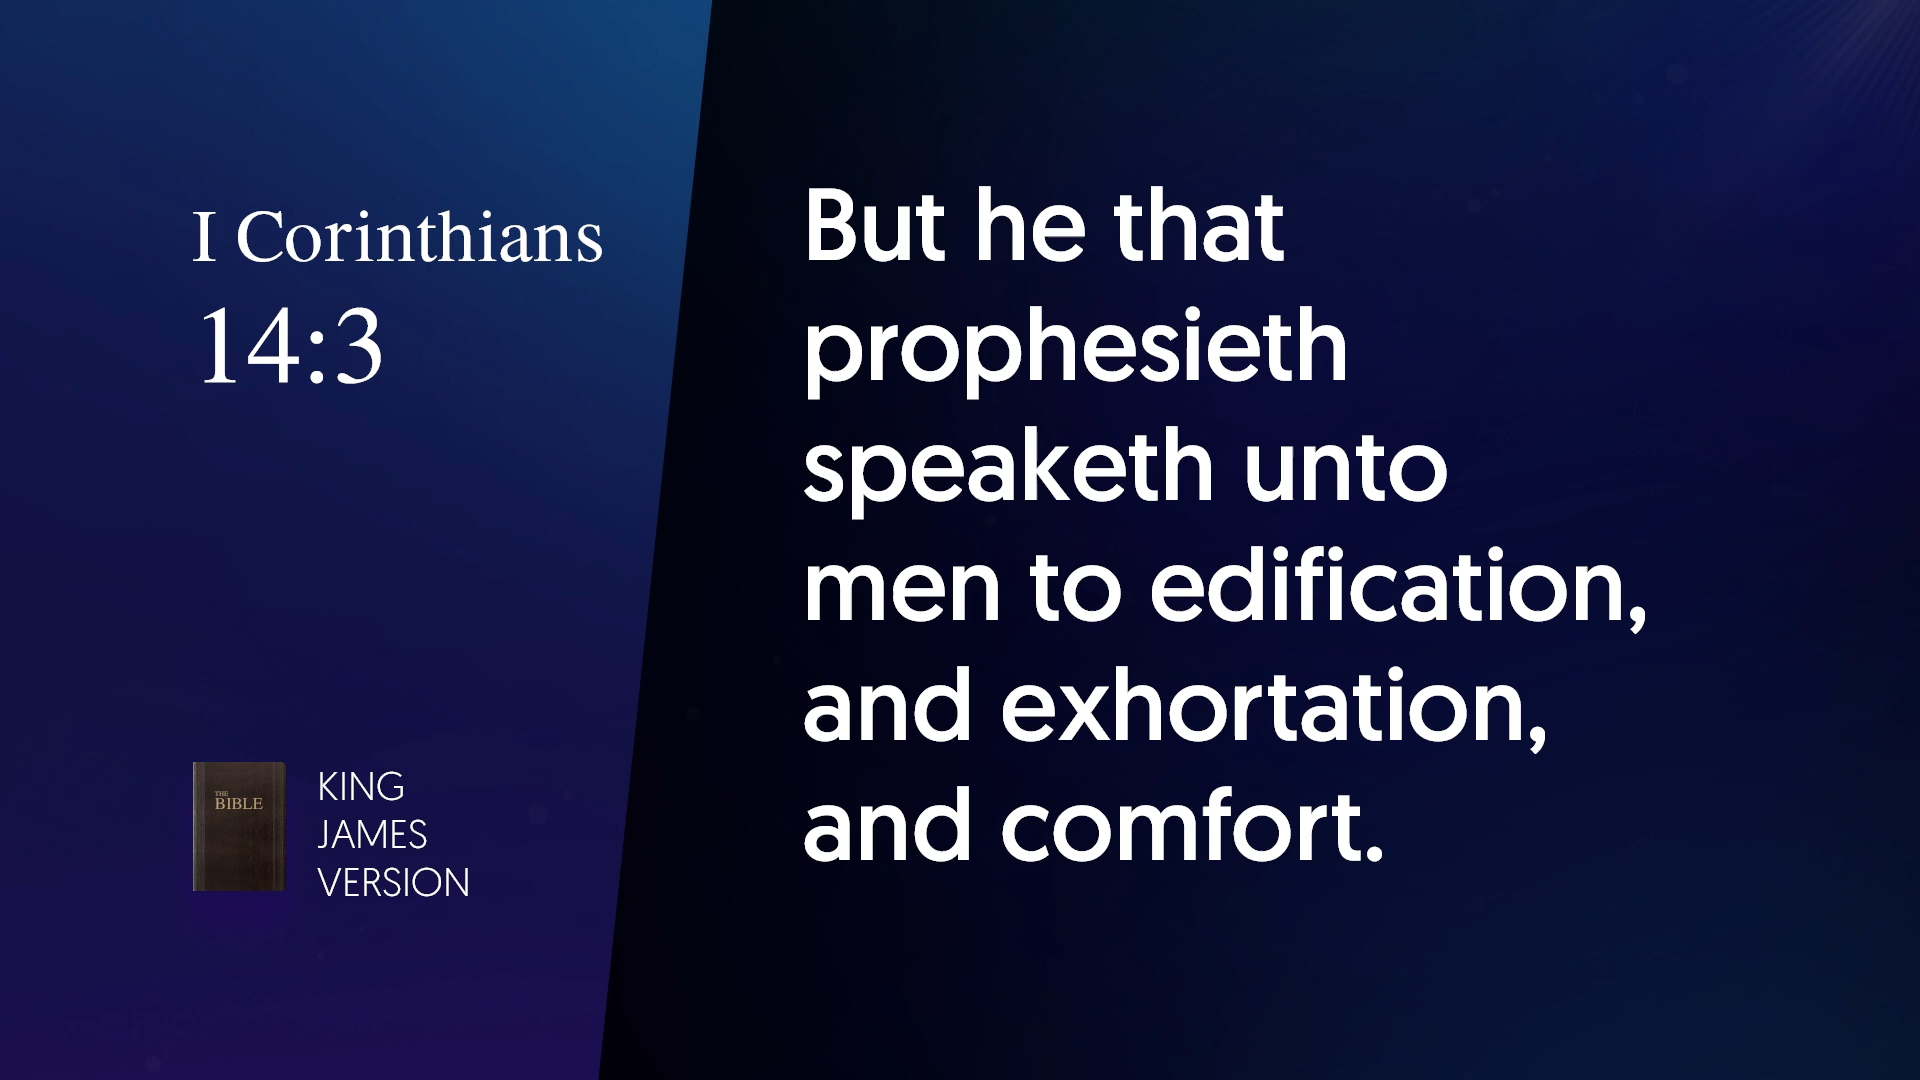 I Corinthians
14:3
But he that
prophesieth
speaketh unto
men to edification,
and exhortation,
and comfort.
THE
BIBLE
KING
JAMES
VERSION